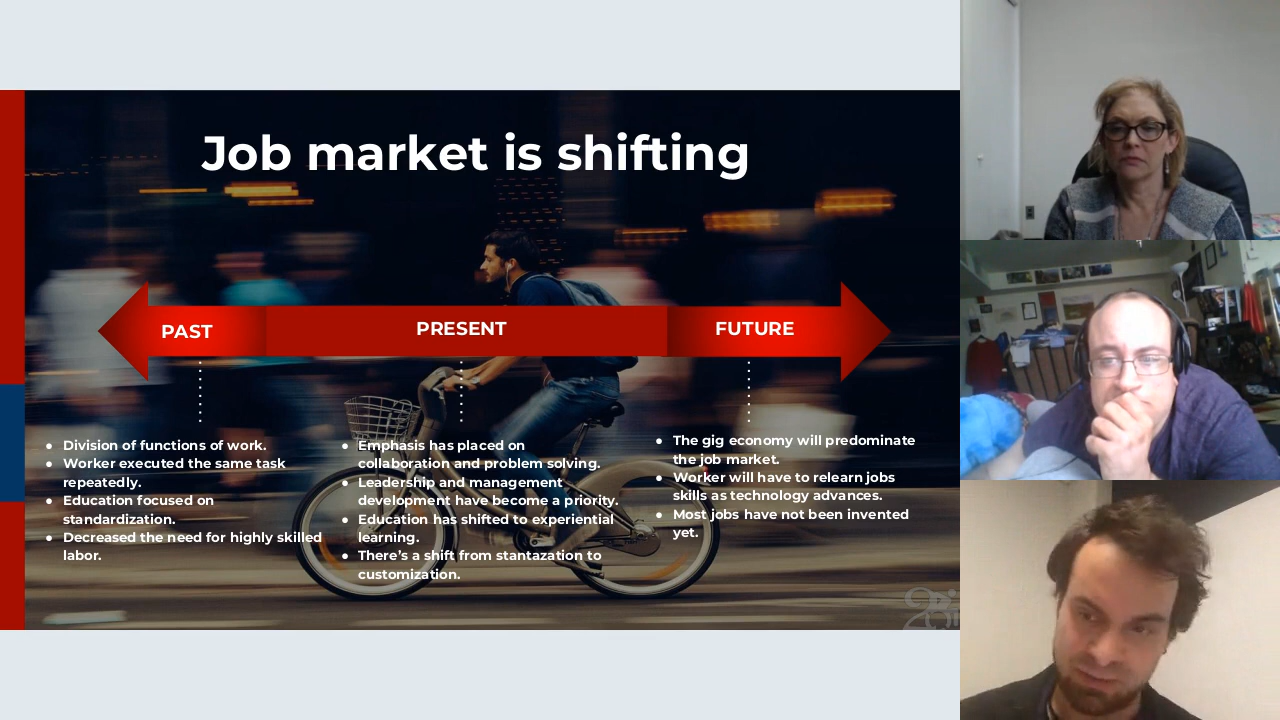 Job market is shifting
PAST
PRESENT
FUTURE
● Division of functions of work.
● Worker executed the same task
repeatedly.
● Education focused on
standardization.
● Decreased the need for highly skilled
labor.
● Emphasis has placed on
collaboration and problem solving.
● Leadership and management
development have become a priority.
● Education has shifted to experiential
learning.
● There’s a shift from stantazation to
customization.
● The gig economy will predominate
the job market.
● Worker will have to relearn jobs
skills as technology advances.
● Most jobs have not been invented
yet.